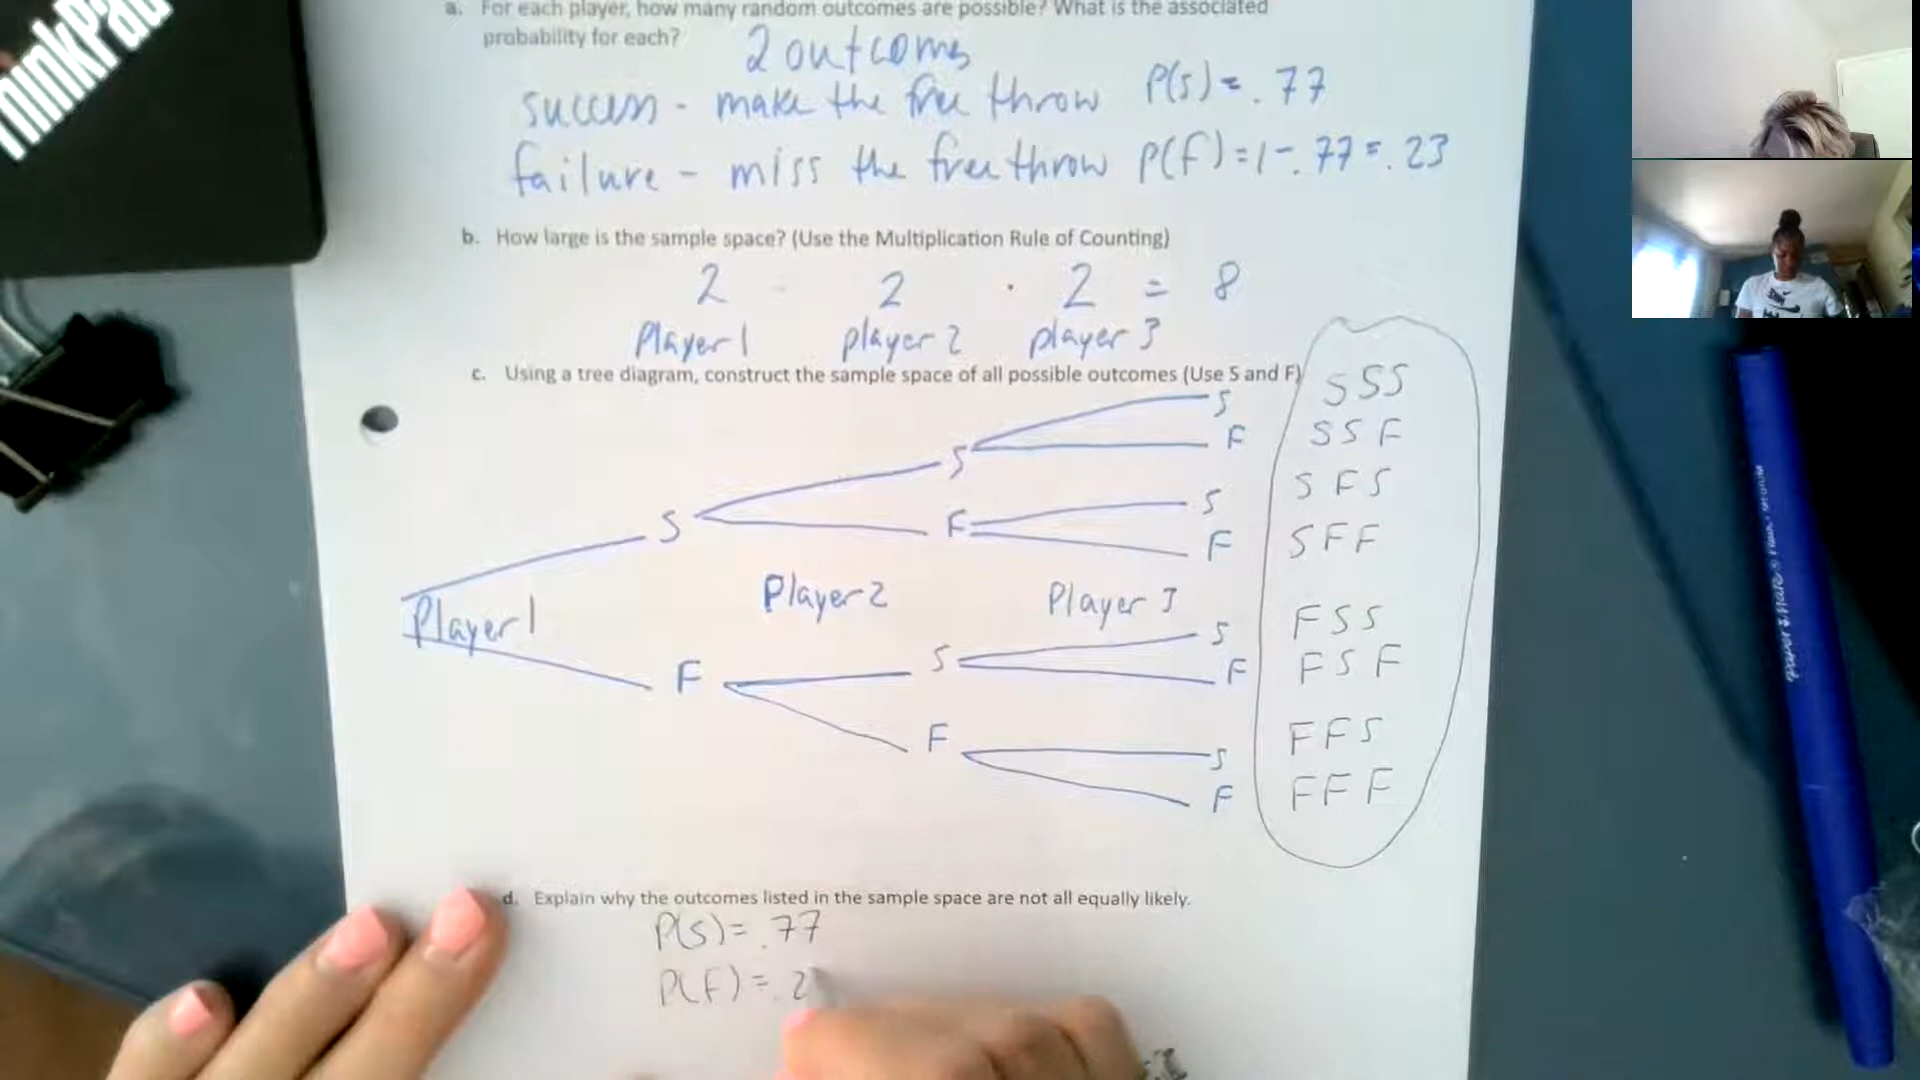 ThinkPad
a. For each player, how many random outcomes are possible? What is the associated
probability for each?
2 outcoms
success - make the free throw P(S) = .77
failure - miss the free throw P(F) = 1 - .77 = .23
b. How large is the sample space? (Use the Multiplication Rule of Counting)
2 · 2 · 2 = 8
Player 1 player 2 player 3
c. Using a tree diagram, construct the sample space of all possible outcomes (Use S and F)
S SSS
F SSF
S
S SFS
S F
F SFF
Player 1 Player 2 Player 3
S FSS
S
F FSF
F
F
S FFS
F FFF
d. Explain why the outcomes listed in the sample space are not all equally likely.
P(S) = .77
P(F) = .2